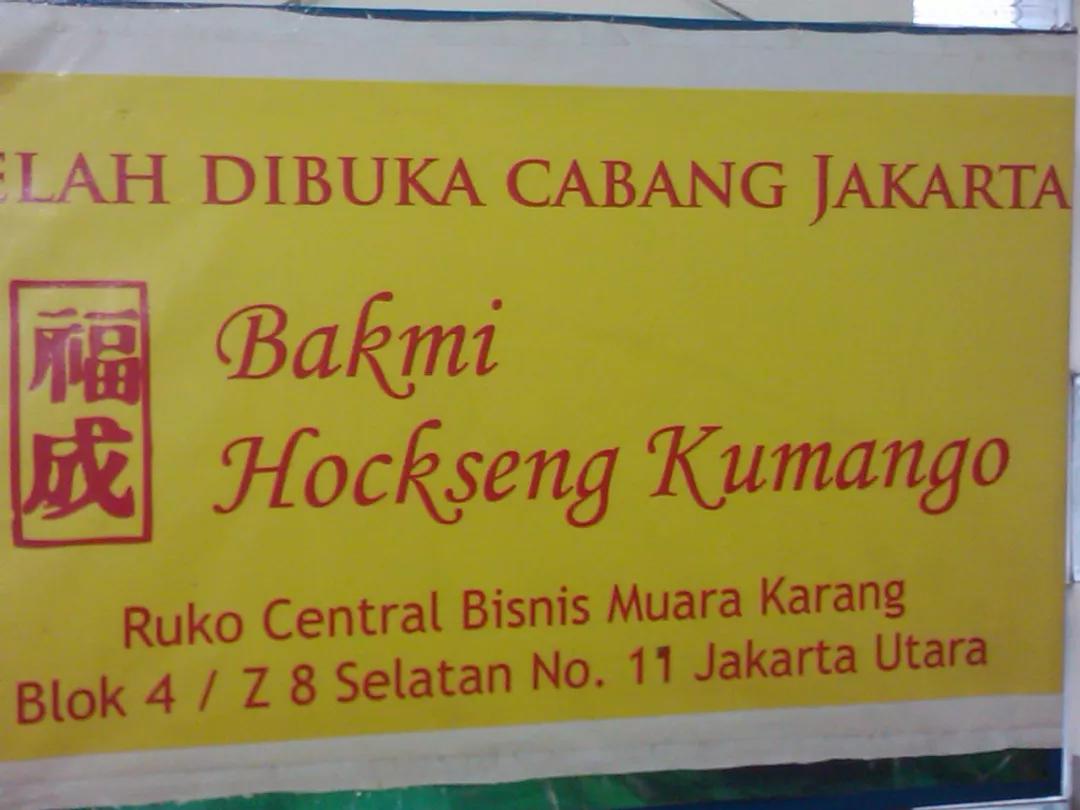 ELAH DIBUKA CABANG JAKARTA
福
成
Bakmi
Hockseng Kumango
Ruko Central Bisnis Muara Karang
Blok 4 / Z 8 Selatan No. 11 Jakarta Utara